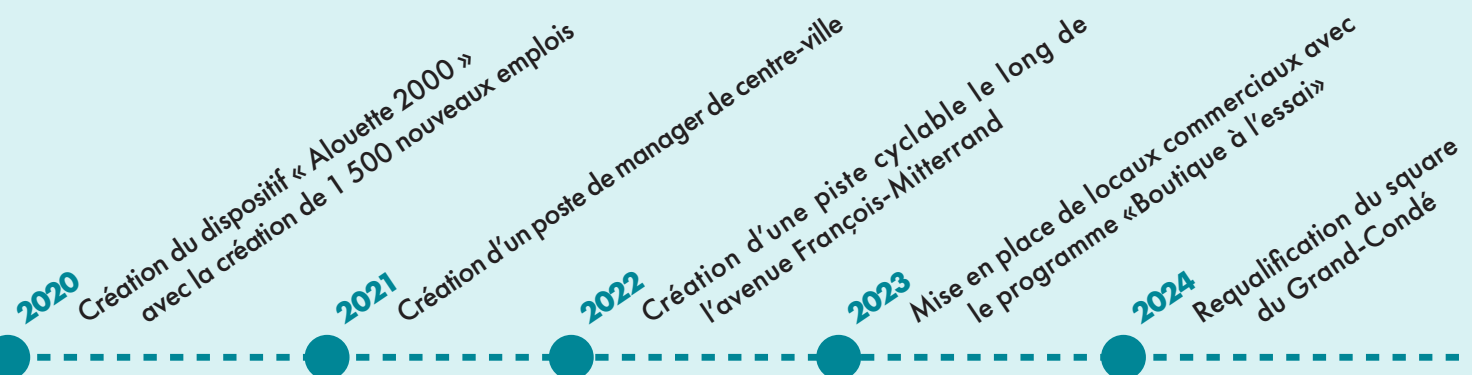 2020
Création du dispositif « Alouette 2000 »
avec la création de 1 500 nouveaux emplois
2021
Création d’un poste de manager de centre-ville
2022
Création d’une piste cyclable le long de
l’avenue François-Mitterrand
2023
Mise en place de locaux commerciaux avec
le programme «Boutique à l’essai»
2024
Requalification du square
du Grand-Condé